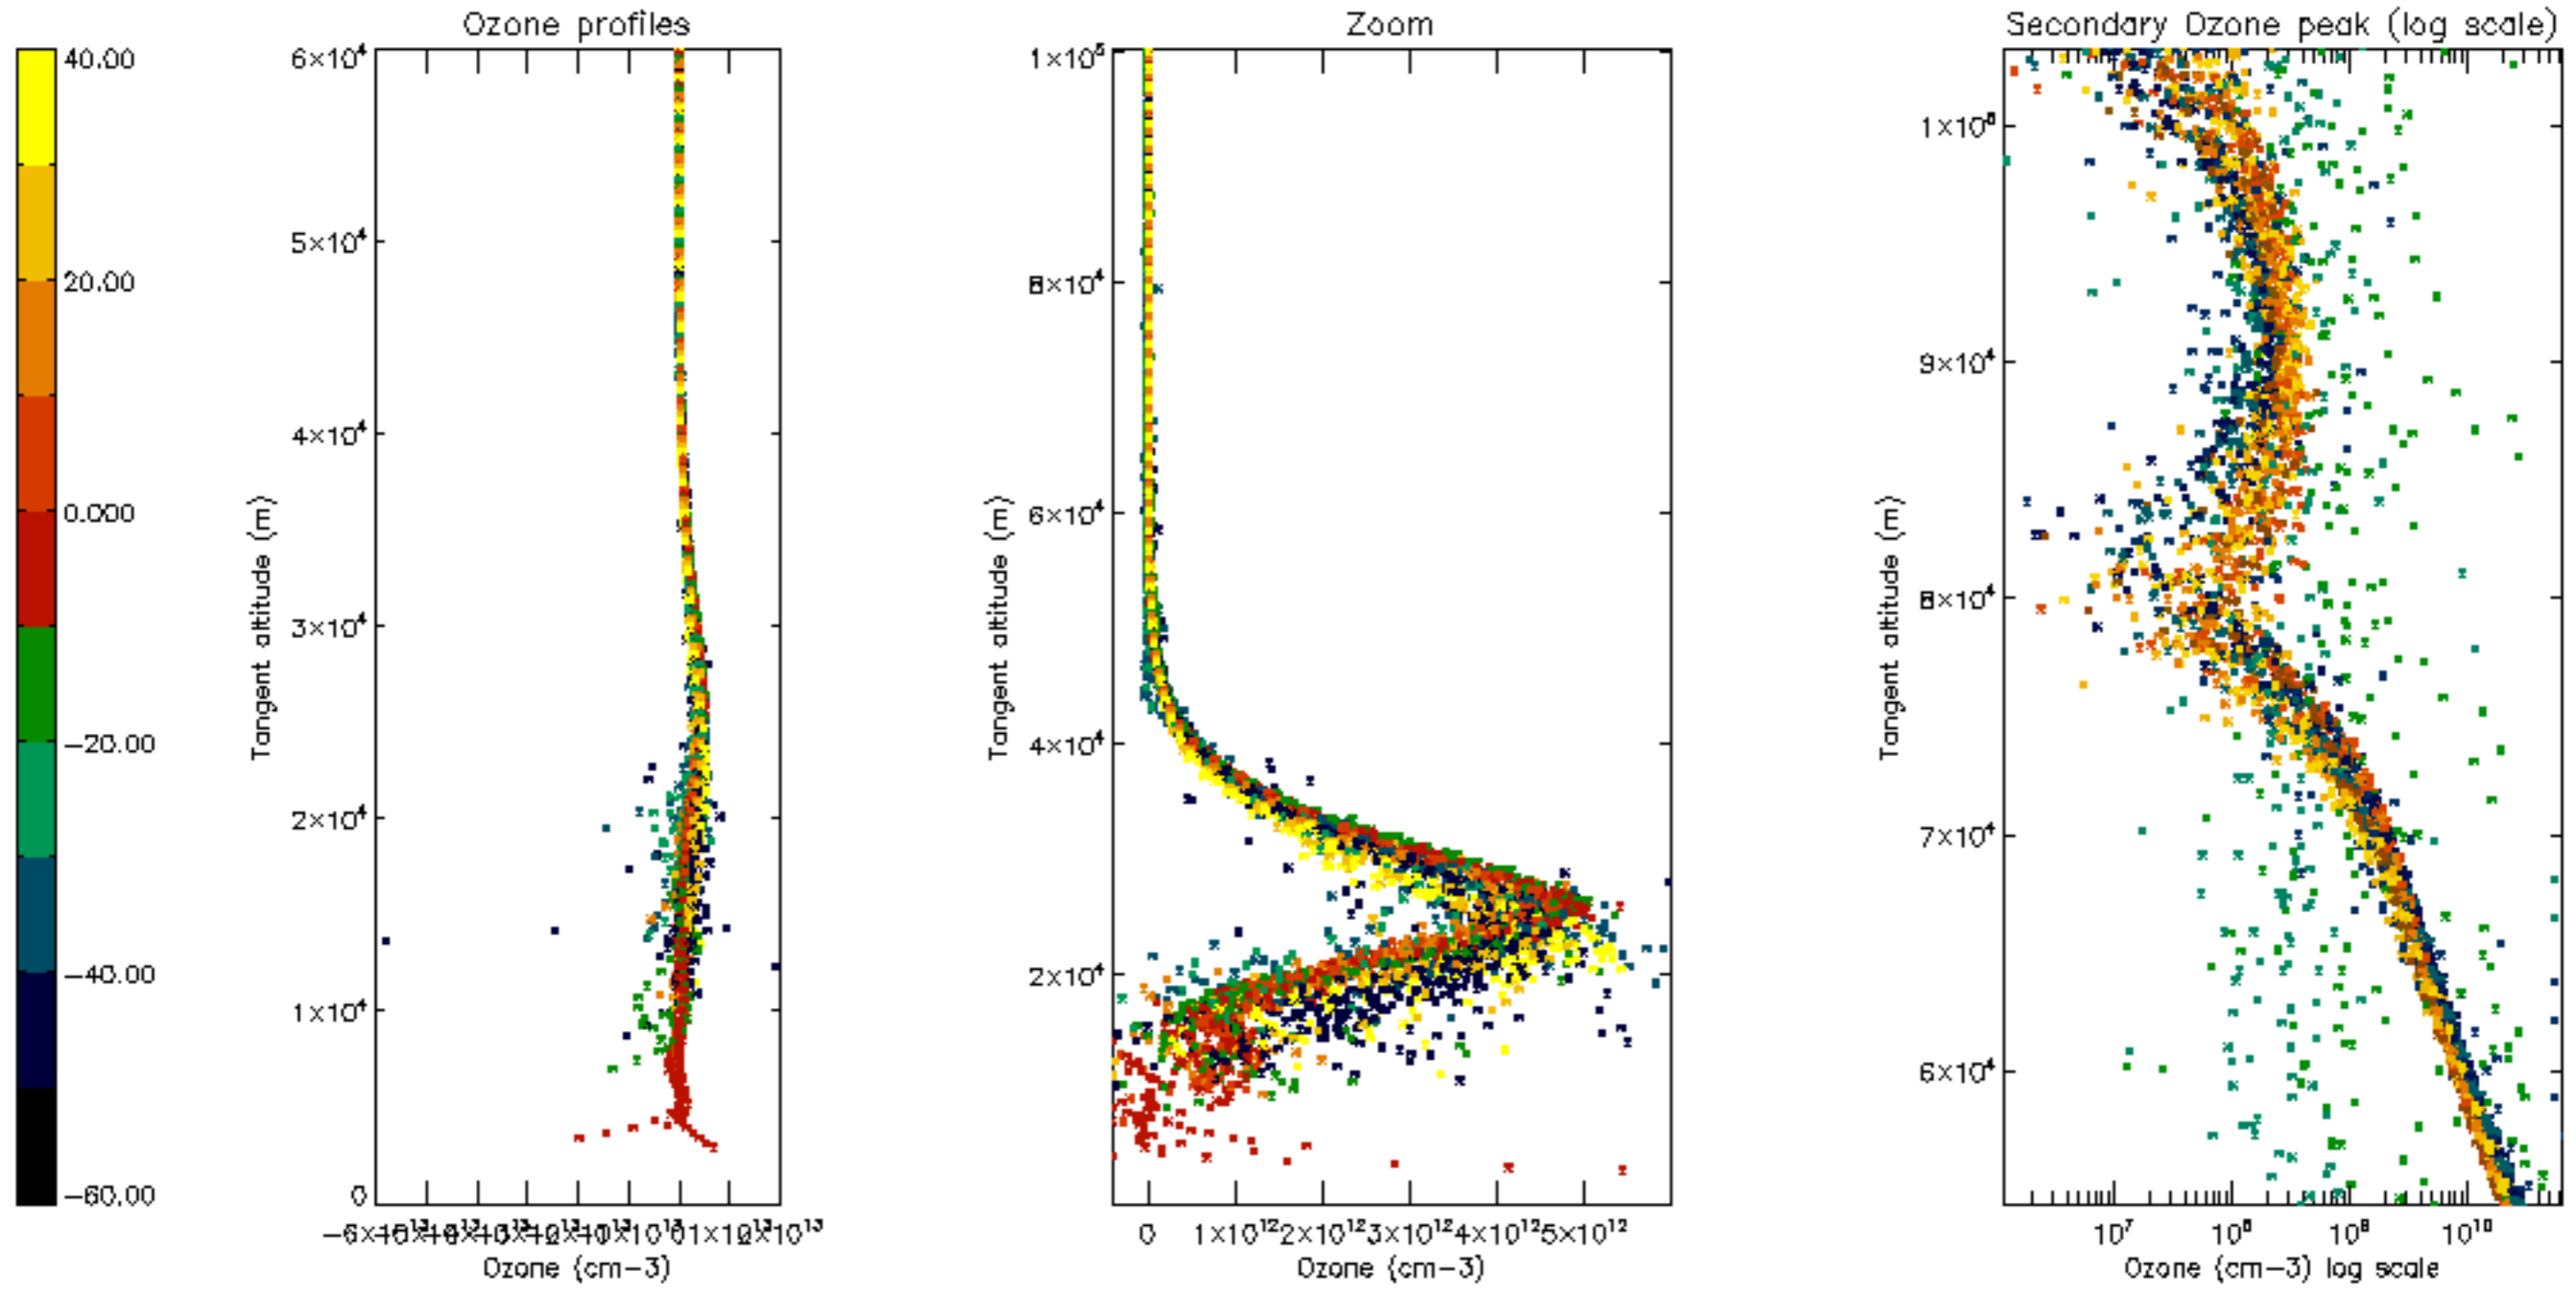 Ozone profiles
Zoom
Secondary Ozone peak (log scale)
40.00
20.00
0.000
−20.00
−40.00
−60.00
Tangent altitude (m)
6×10⁴
5×10⁴
4×10⁴
3×10⁴
2×10⁴
1×10⁴
0
Ozone (cm−3)
Tangent altitude (m)
1×10⁵
8×10⁴
6×10⁴
4×10⁴
2×10⁴
0 1×10¹² 2×10¹² 3×10¹² 4×10¹² 5×10¹²
Ozone (cm−3)
Tangent altitude (m)
1×10⁵
9×10⁴
8×10⁴
7×10⁴
6×10⁴
10⁷ 10⁸ 10⁹ 10¹⁰
Ozone (cm−3) log scale